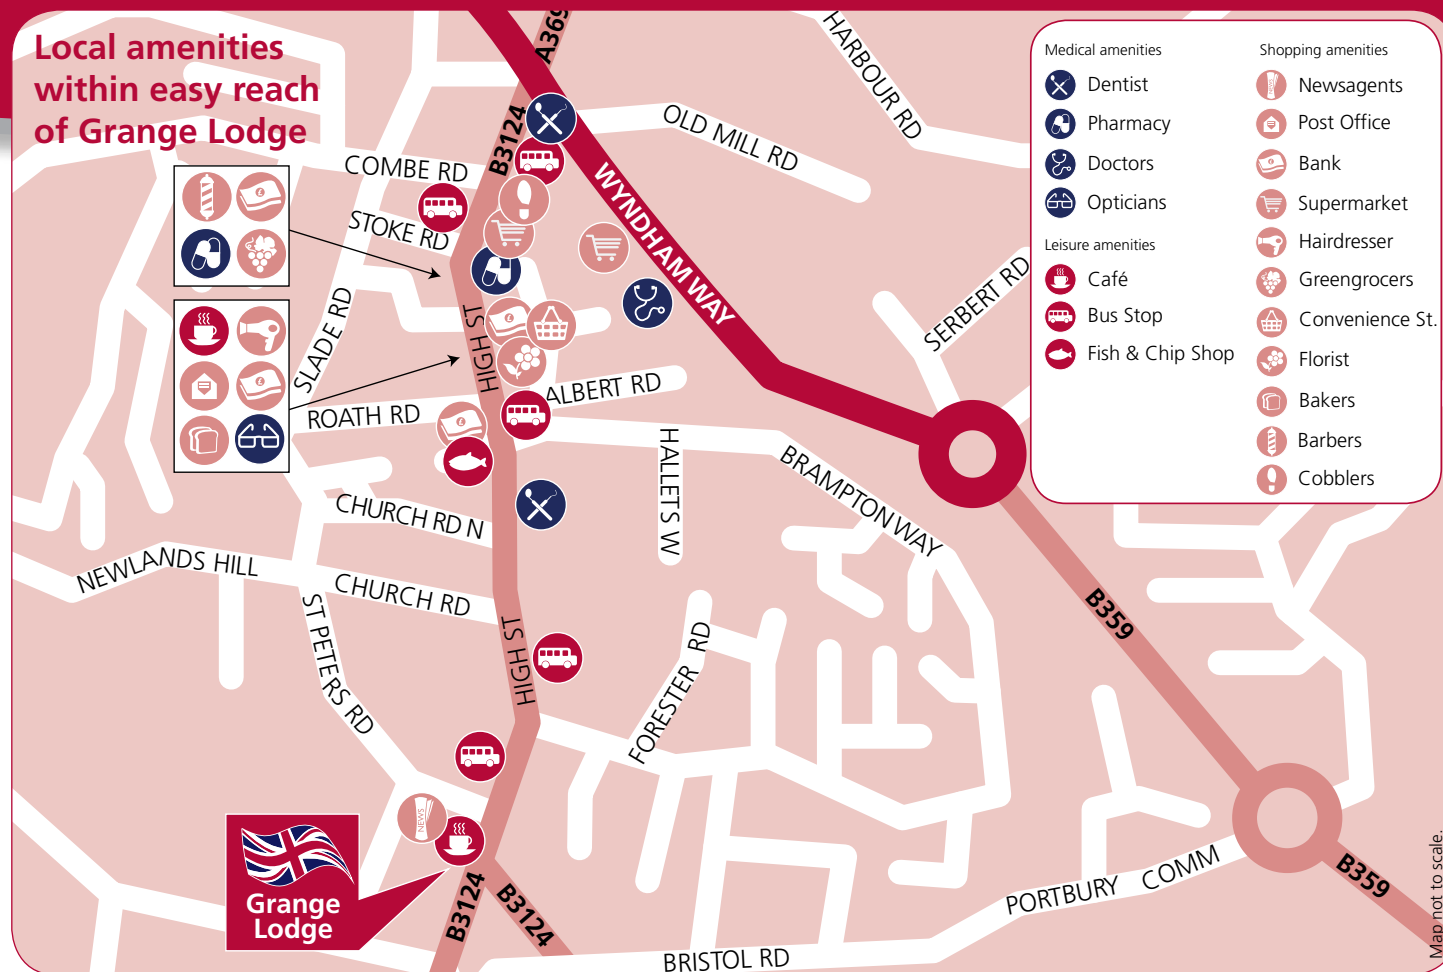 Local amenities
within easy reach
of Grange Lodge
Medical amenities
Dentist
Pharmacy
Doctors
Opticians
Leisure amenities
Café
Bus Stop
Fish & Chip Shop
Shopping amenities
Newsagents
Post Office
Bank
Supermarket
Hairdresser
Greengrocers
Convenience St.
Florist
Bakers
Barbers
Cobblers
A369
B3124
HARBOUR RD
OLD MILL RD
COMBE RD
STOKE RD
WYNDHAM WAY
SERBERT RD
SLADE RD
HIGH ST
ALBERT RD
ROATH RD
HALLETS W
BRAMPTON WAY
CHURCH RD N
NEWLANDS HILL
CHURCH RD
ST PETERS RD
HIGH ST
FORESTER RD
B359
NEWS
Grange
Lodge
B3124
B3124
PORTBURY COMM
B359
BRISTOL RD
Map not to scale.